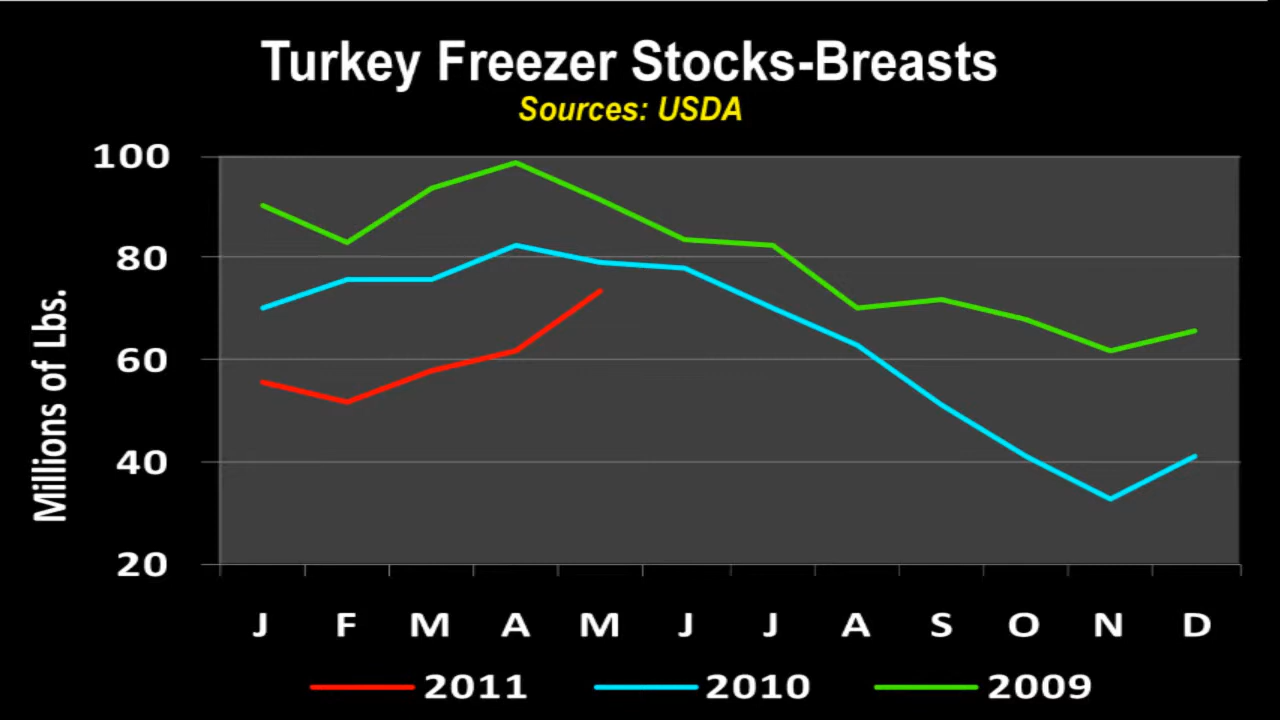 Turkey Freezer Stocks-Breasts
Sources: USDA
Millions of Lbs.
100
80
60
40
20
J F M A M J J A S O N D
2011 2010 2009